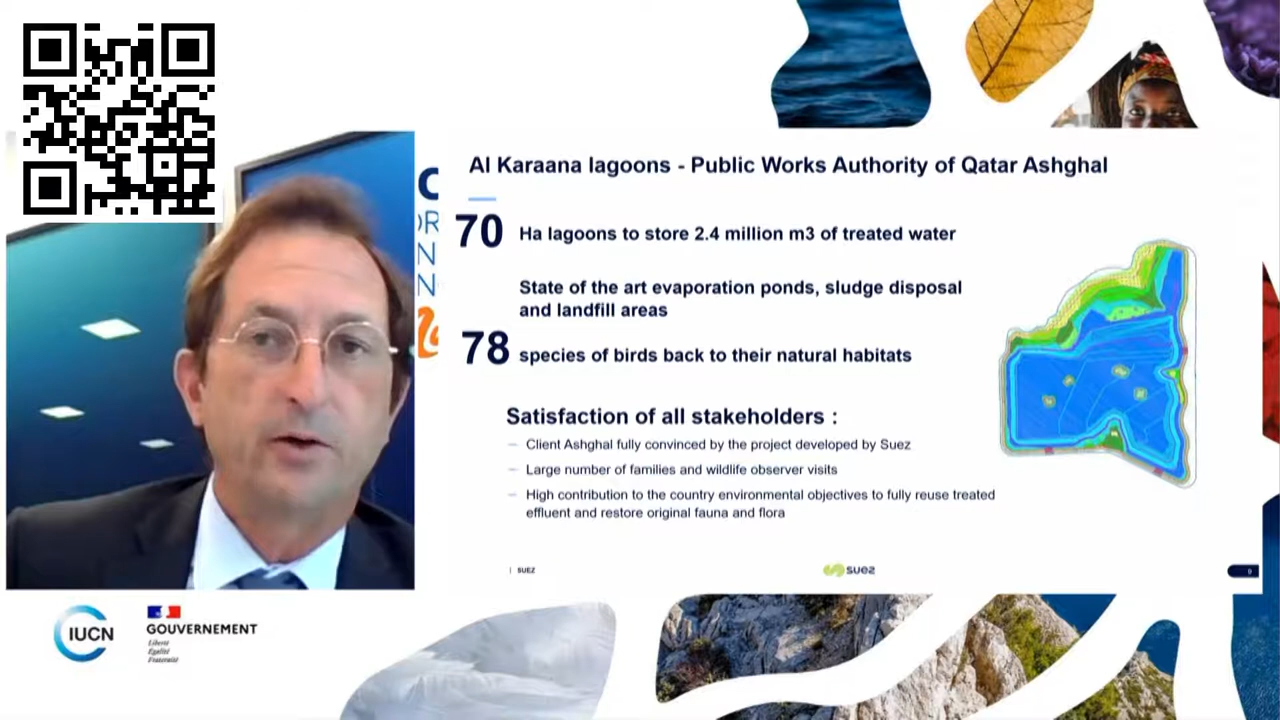 Al Karaana lagoons - Public Works Authority of Qatar Ashghal
70 Ha lagoons to store 2.4 million m3 of treated water
State of the art evaporation ponds, sludge disposal
and landfill areas
78 species of birds back to their natural habitats
Satisfaction of all stakeholders :
– Client Ashghal fully convinced by the project developed by Suez
– Large number of families and wildlife observer visits
– High contribution to the country environmental objectives to fully reuse treated
effluent and restore original fauna and flora
| SUEZ
suez
9
IUCN
GOUVERNEMENT
Liberté
Égalité
Fraternité